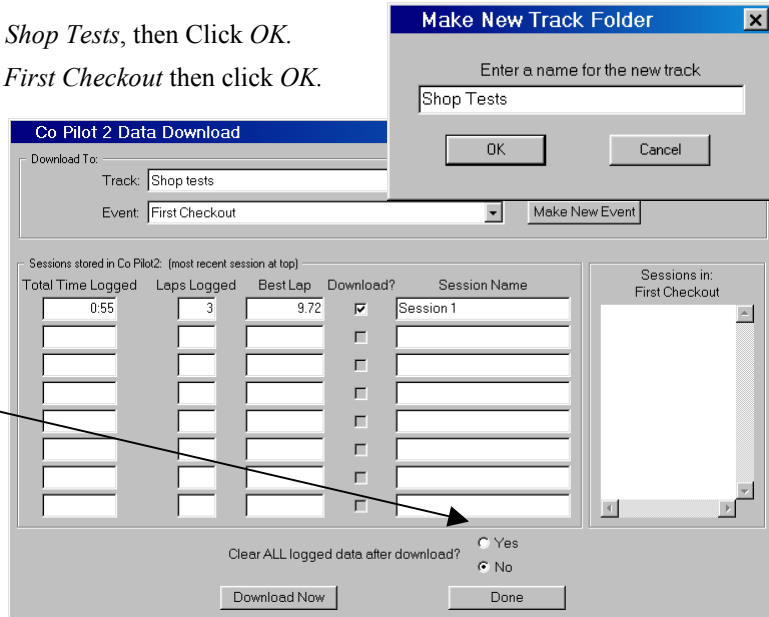 Shop Tests, then Click OK.
First Checkout then click OK.
Make New Track Folder
Enter a name for the new track
Shop Tests
OK Cancel
Co Pilot 2 Data Download
Download To:
Track: Shop tests
Event: First Checkout Make New Event
Sessions stored in Co Pilot2: (most recent session at top)
Total Time Logged Laps Logged Best Lap Download? Session Name
0:55 3 9.72 Session 1
Sessions in:
First Checkout
Clear ALL logged data after download?
Yes
No
Download Now Done